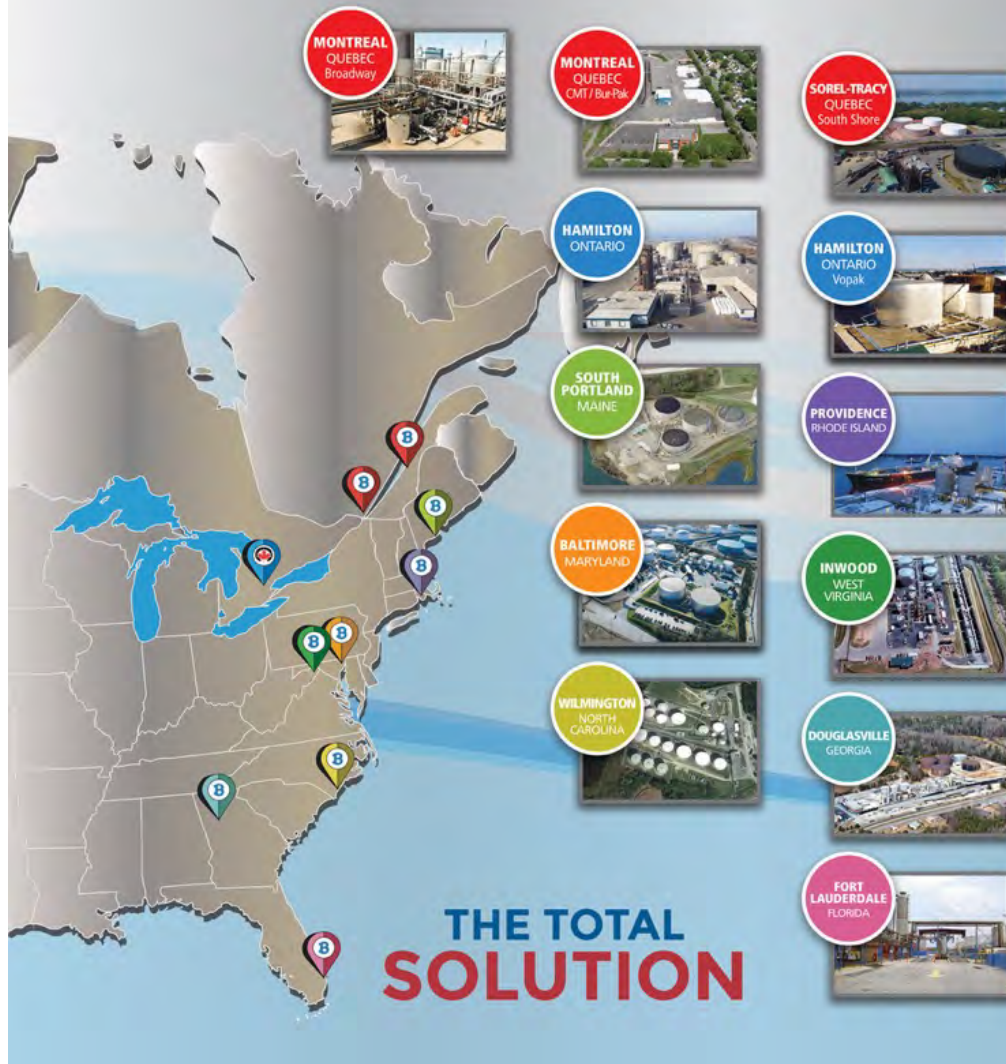 MONTREAL
QUEBEC
Broadway
MONTREAL
QUEBEC
CMT / Bur-Pak
SOREL-TRACY
QUEBEC
South Shore
HAMILTON
ONTARIO
HAMILTON
ONTARIO
Vopak
SOUTH
PORTLAND
MAINE
PROVIDENCE
RHODE ISLAND
BALTIMORE
MARYLAND
INWOOD
WEST
VIRGINIA
WILMINGTON
NORTH
CAROLINA
DOUGLASVILLE
GEORGIA
FORT
LAUDERDALE
FLORIDA
B
B
B
B
B
B
B
B
B
THE TOTAL
SOLUTION